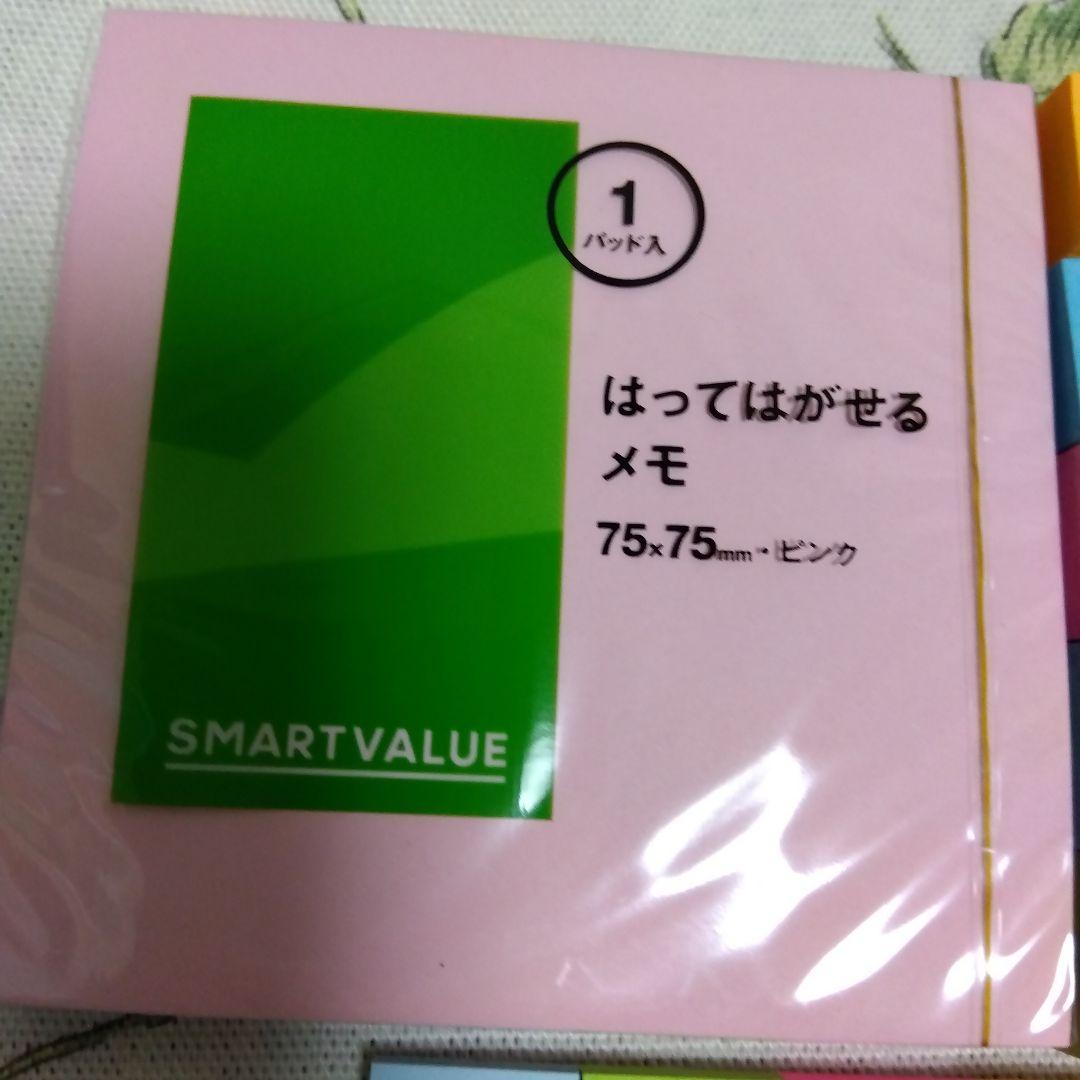 1
パッド入
はってはがせる
メモ
75×75mm・ピンク
SMARTVALUE